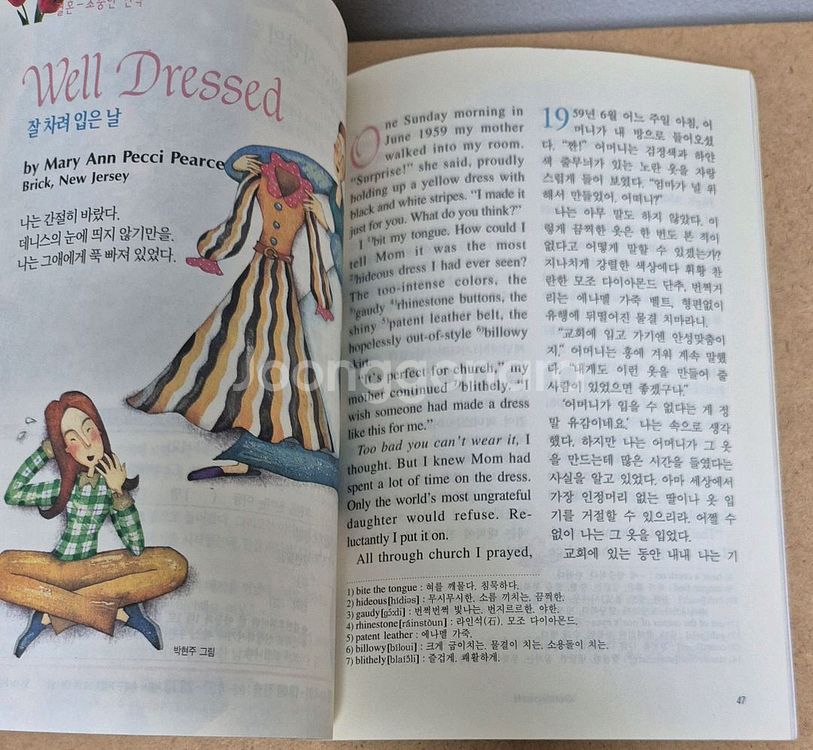 결혼-소중한 간직
Well Dressed
잘 차려 입은 날
by Mary Ann Pecci Pearce
Brick, New Jersey
나는 간절히 바랐다.
데니스의 눈에 띄지 않기만을.
나는 그애에게 푹 빠져 있었다.
박현주 그림
One Sunday morning in
June 1959 my mother
walked into my room.
"Surprise!" she said, proudly
holding up a yellow dress with
black and white stripes. "I made it
just for you. What do you think?"
I 1)bit my tongue. How could I
tell Mom it was the most
2)hideous dress I had ever seen?
The too-intense colors, the
3)gaudy 4)rhinestone buttons, the
shiny 5)patent leather belt, the
hopelessly out-of-style 6)billowy
skirt.
"It's perfect for church," my
mother continued 7)blithely. "I
wish someone had made a dress
like this for me."
Too bad you can't wear it, I
thought. But I knew Mom had
spent a lot of time on the dress.
Only the world's most ungrateful
daughter would refuse. Re-
luctantly I put it on.
All through church I prayed,
1959년 6월 어느 주일 아침, 어
머니가 내 방으로 들어오셨
다. "짠!" 어머니는 검정색과 하얀
색 줄무늬가 있는 노란 옷을 자랑
스럽게 들어 보였다. "엄마가 널 위
해서 만들었어. 어떠니?"
나는 아무 말도 하지 않았다. 이
렇게 끔찍한 옷은 한 번도 본 적이
없다고 어떻게 말할 수 있겠는가?
지나치게 강렬한 색상에다 휘황 찬
란한 모조 다이아몬드 단추, 번쩍거
리는 에나멜 가죽 벨트, 형편없이
유행에 뒤떨어진 물결 치마라니.
"교회에 입고 가기엔 안성맞춤이
지," 어머니는 흥에 겨워 계속 말했
다. "내게도 이런 옷을 만들어 줄
사람이 있었으면 좋겠구나."
'어머니가 입을 수 없다는 게 정
말 유감이네요.' 나는 속으로 생각
했다. 하지만 나는 어머니가 그 옷
을 만드는데 많은 시간을 들였다는
사실을 알고 있었다. 아마 세상에서
가장 인정머리 없는 딸이나 옷 입
기를 거절할 수 있으리라. 어쩔 수
없이 나는 그 옷을 입었다.
교회에 있는 동안 내내 나는 기
1) bite the tongue : 혀를 깨물다. 침묵하다.
2) hideous[hídiəs] : 무시무시한, 소름 끼치는, 끔찍한.
3) gaudy[gɔ́ːdi] : 번쩍번쩍 빛나는, 번지르르한, 야한.
4) rhinestone[ráinstòun] : 라인석(石), 모조 다이아몬드.
5) patent leather : 에나멜 가죽.
6) billowy[bíloui] : 크게 굽이치는, 물결이 치는, 소용돌이 치는.
7) blithely[blaíðli] : 즐겁게, 쾌활하게.
47
Joonggonara